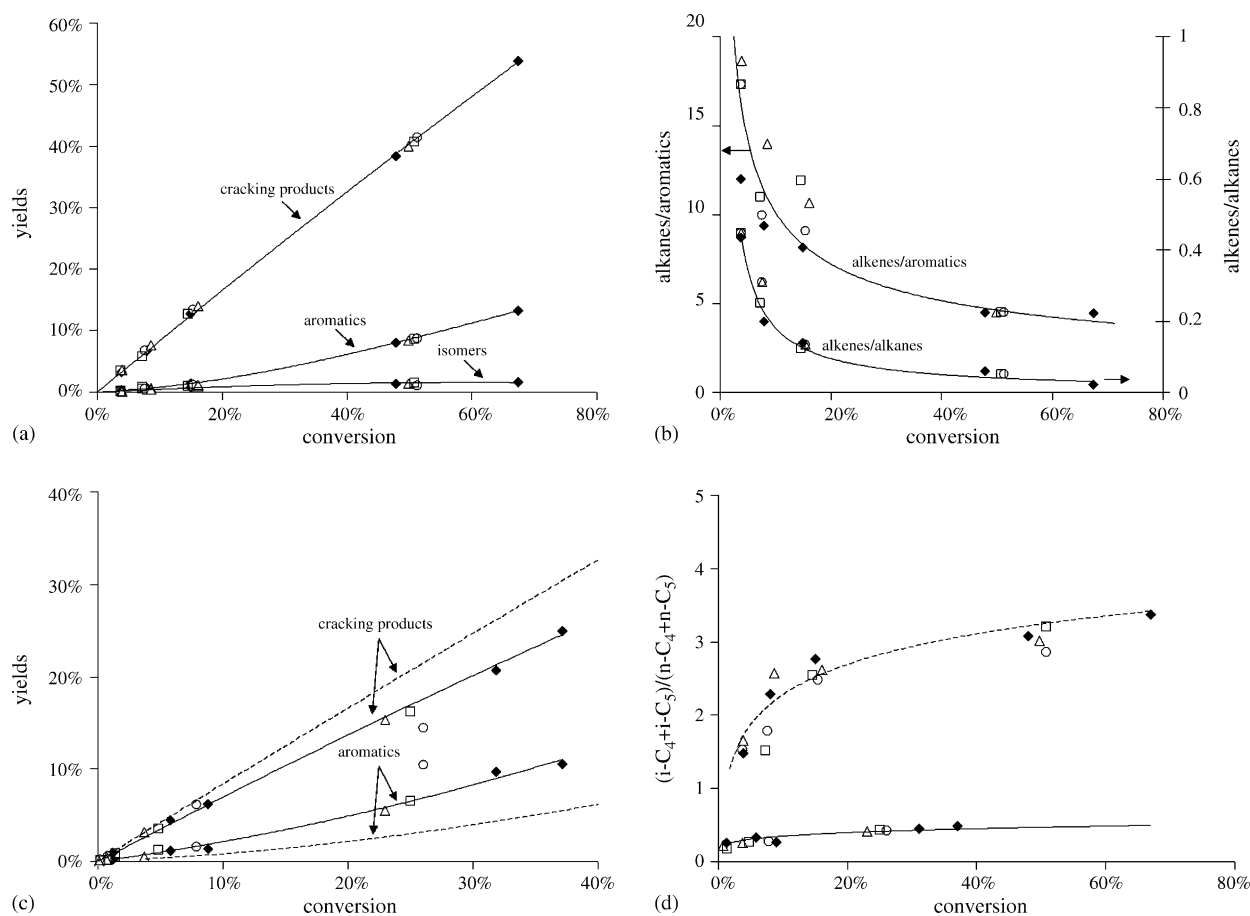 60%
50%
40%
30%
20%
10%
0%
yields
cracking products
aromatics
isomers
0% 20% 40% 60% 80%
conversion
(a)
20
15
10
5
0
alkanes/aromatics
1
0.8
0.6
0.4
0.2
0
alkenes/alkanes
alkenes/aromatics
alkenes/alkanes
0% 20% 40% 60% 80%
conversion
(b)
40%
30%
20%
10%
0%
yields
cracking products
aromatics
0% 10% 20% 30% 40%
conversion
(c)
5
4
3
2
1
0
(i-C4+i-C5)/(n-C4+n-C5)
0% 20% 40% 60% 80%
conversion
(d)